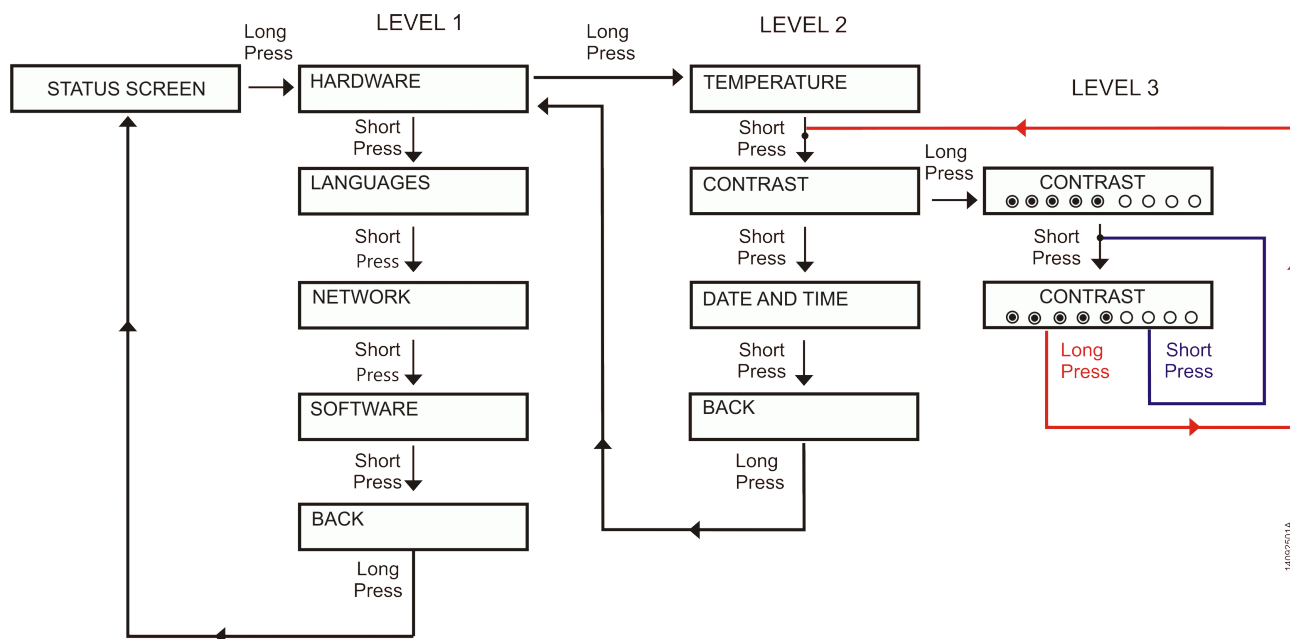 LEVEL 1
LEVEL 2
LEVEL 3
Long
Press
Long
Press
STATUS SCREEN
HARDWARE
TEMPERATURE
Short
Press
Short
Press
LANGUAGES
CONTRAST
Long
Press
CONTRAST
Short
Press
Short
Press
Short
Press
NETWORK
DATE AND TIME
CONTRAST
Short
Press
Short
Press
Long
Press
Short
Press
SOFTWARE
BACK
Short
Press
Long
Press
BACK
Long
Press
14092501A